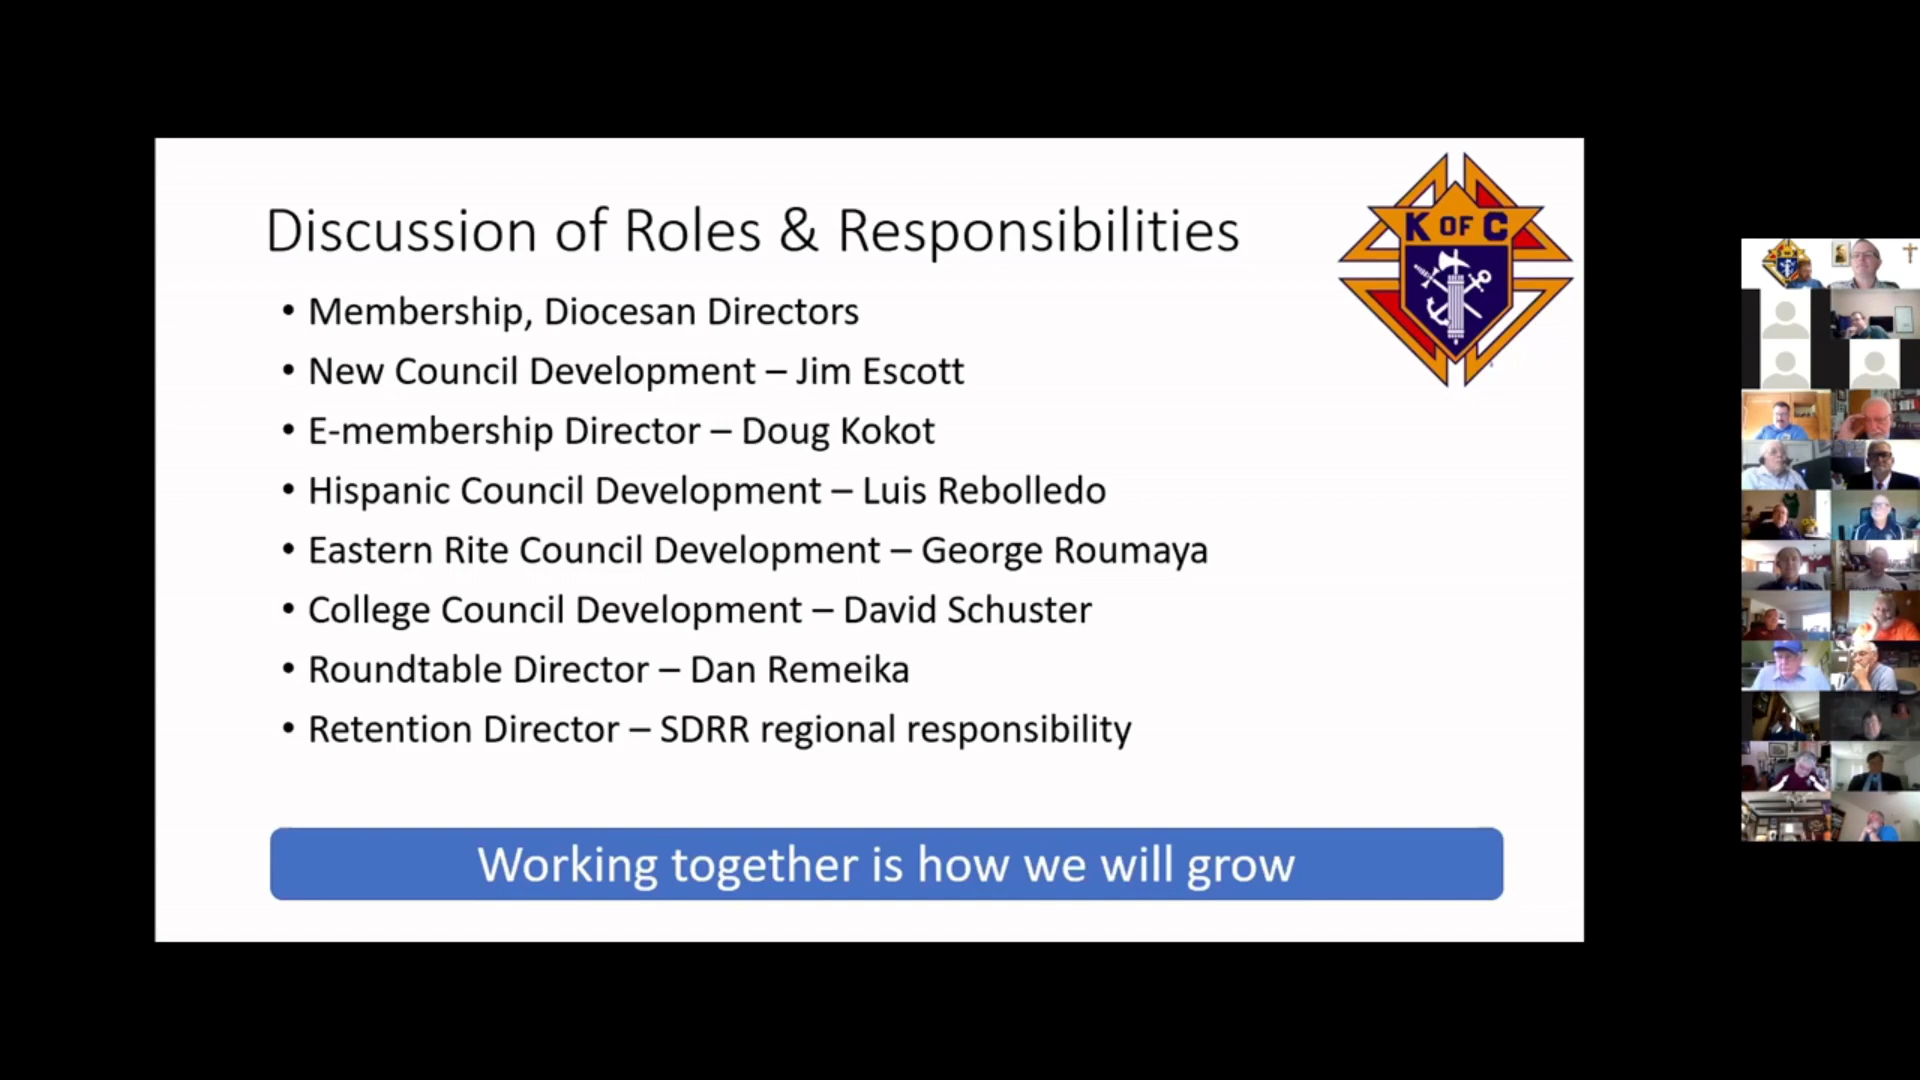 Discussion of Roles & Responsibilities
K OF C
• Membership, Diocesan Directors
• New Council Development – Jim Escott
• E-membership Director – Doug Kokot
• Hispanic Council Development – Luis Rebolledo
• Eastern Rite Council Development – George Roumaya
• College Council Development – David Schuster
• Roundtable Director – Dan Remeika
• Retention Director – SDRR regional responsibility
Working together is how we will grow